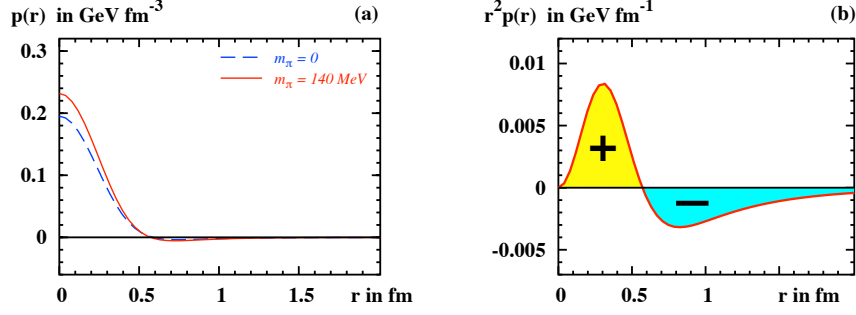 p(r) in GeV fm⁻³ (a)
0.3
0.2
0.1
0
0 0.5 1 1.5 r in fm
m_π = 0
m_π = 140 MeV
r²p(r) in GeV fm⁻¹ (b)
0.01
0.005
0
-0.005
0 0.5 1 r in fm
+
−